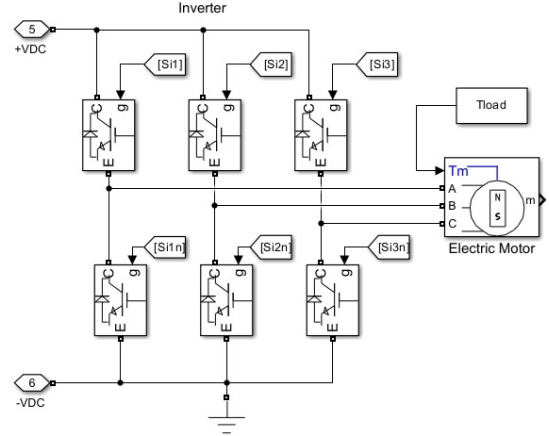 Inverter
5
+VDC
[Si1]
[Si2]
[Si3]
C
g
E
C
g
E
C
g
E
Tload
Tm
A
B
C
N
S
m
Electric Motor
[Si1n]
[Si2n]
[Si3n]
C
g
E
C
g
E
C
g
E
6
-VDC